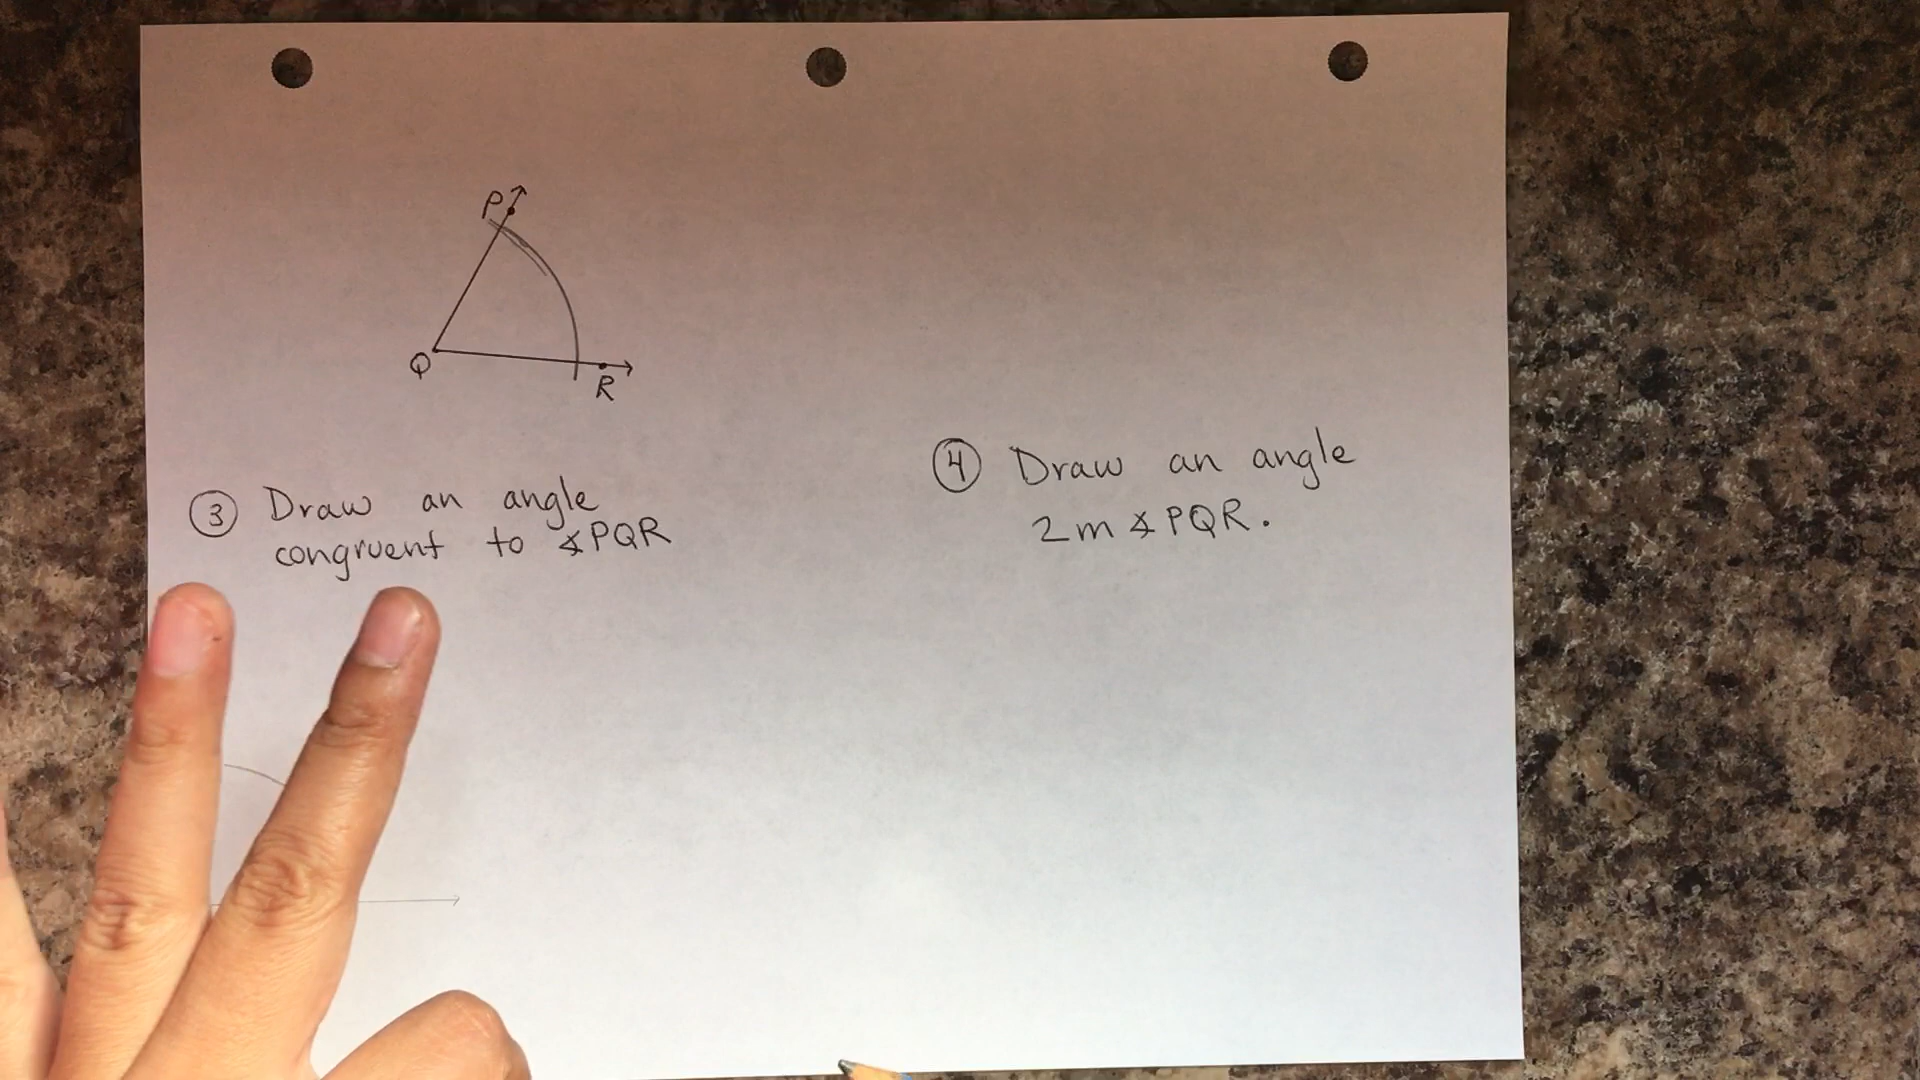 P
Q
R
③ Draw an angle
congruent to ∡PQR
④ Draw an angle
2m∡PQR.